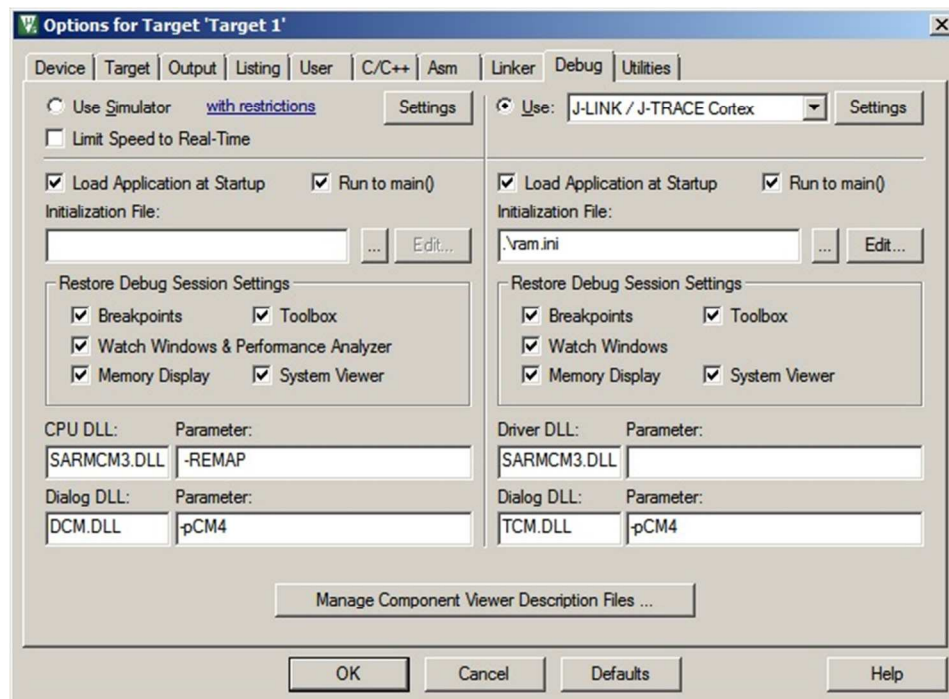 Options for Target 'Target 1'
Device Target Output Listing User C/C++ Asm Linker Debug Utilities
Use Simulator with restrictions Settings
Limit Speed to Real-Time
Load Application at Startup Run to main()
Initialization File:
... Edit...
Restore Debug Session Settings
Breakpoints Toolbox
Watch Windows & Performance Analyzer
Memory Display System Viewer
CPU DLL: Parameter:
SARMCM3.DLL -REMAP
Dialog DLL: Parameter:
DCM.DLL -pCM4
Use: J-LINK / J-TRACE Cortex Settings
Load Application at Startup Run to main()
Initialization File:
.\ram.ini ... Edit...
Restore Debug Session Settings
Breakpoints Toolbox
Watch Windows
Memory Display System Viewer
Driver DLL: Parameter:
SARMCM3.DLL
Dialog DLL: Parameter:
TCM.DLL -pCM4
Manage Component Viewer Description Files ...
OK Cancel Defaults Help